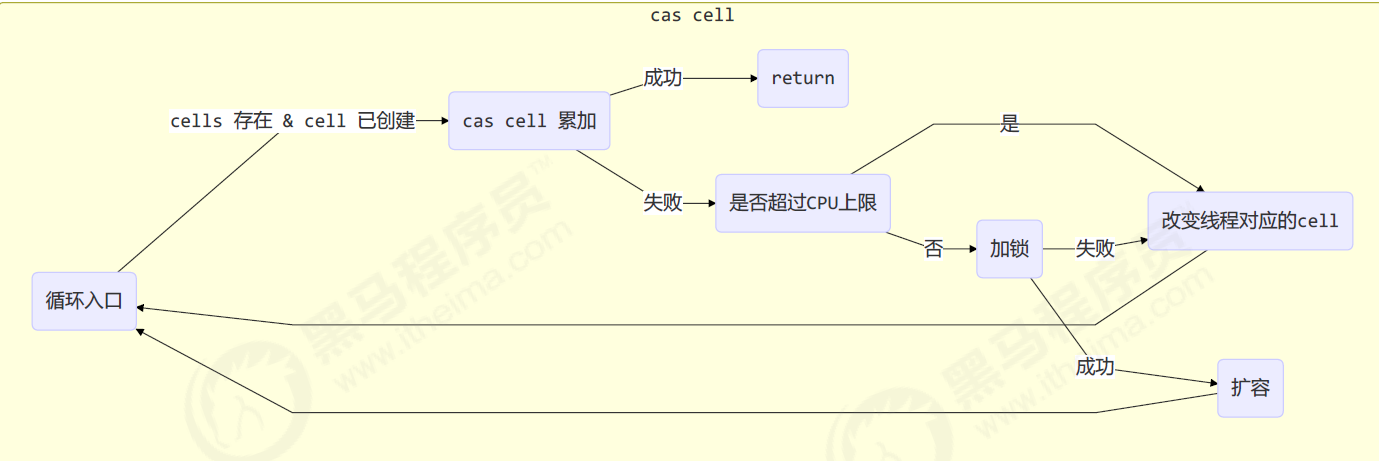 cas cell
成功
return
cells 存在 & cell 已创建
cas cell 累加
是
失败
是否超过CPU上限
改变线程对应的cell
否
加锁
失败
循环入口
成功
扩容
黑马程序员™
www.itheima.com
黑马程序员
www.itheima.com